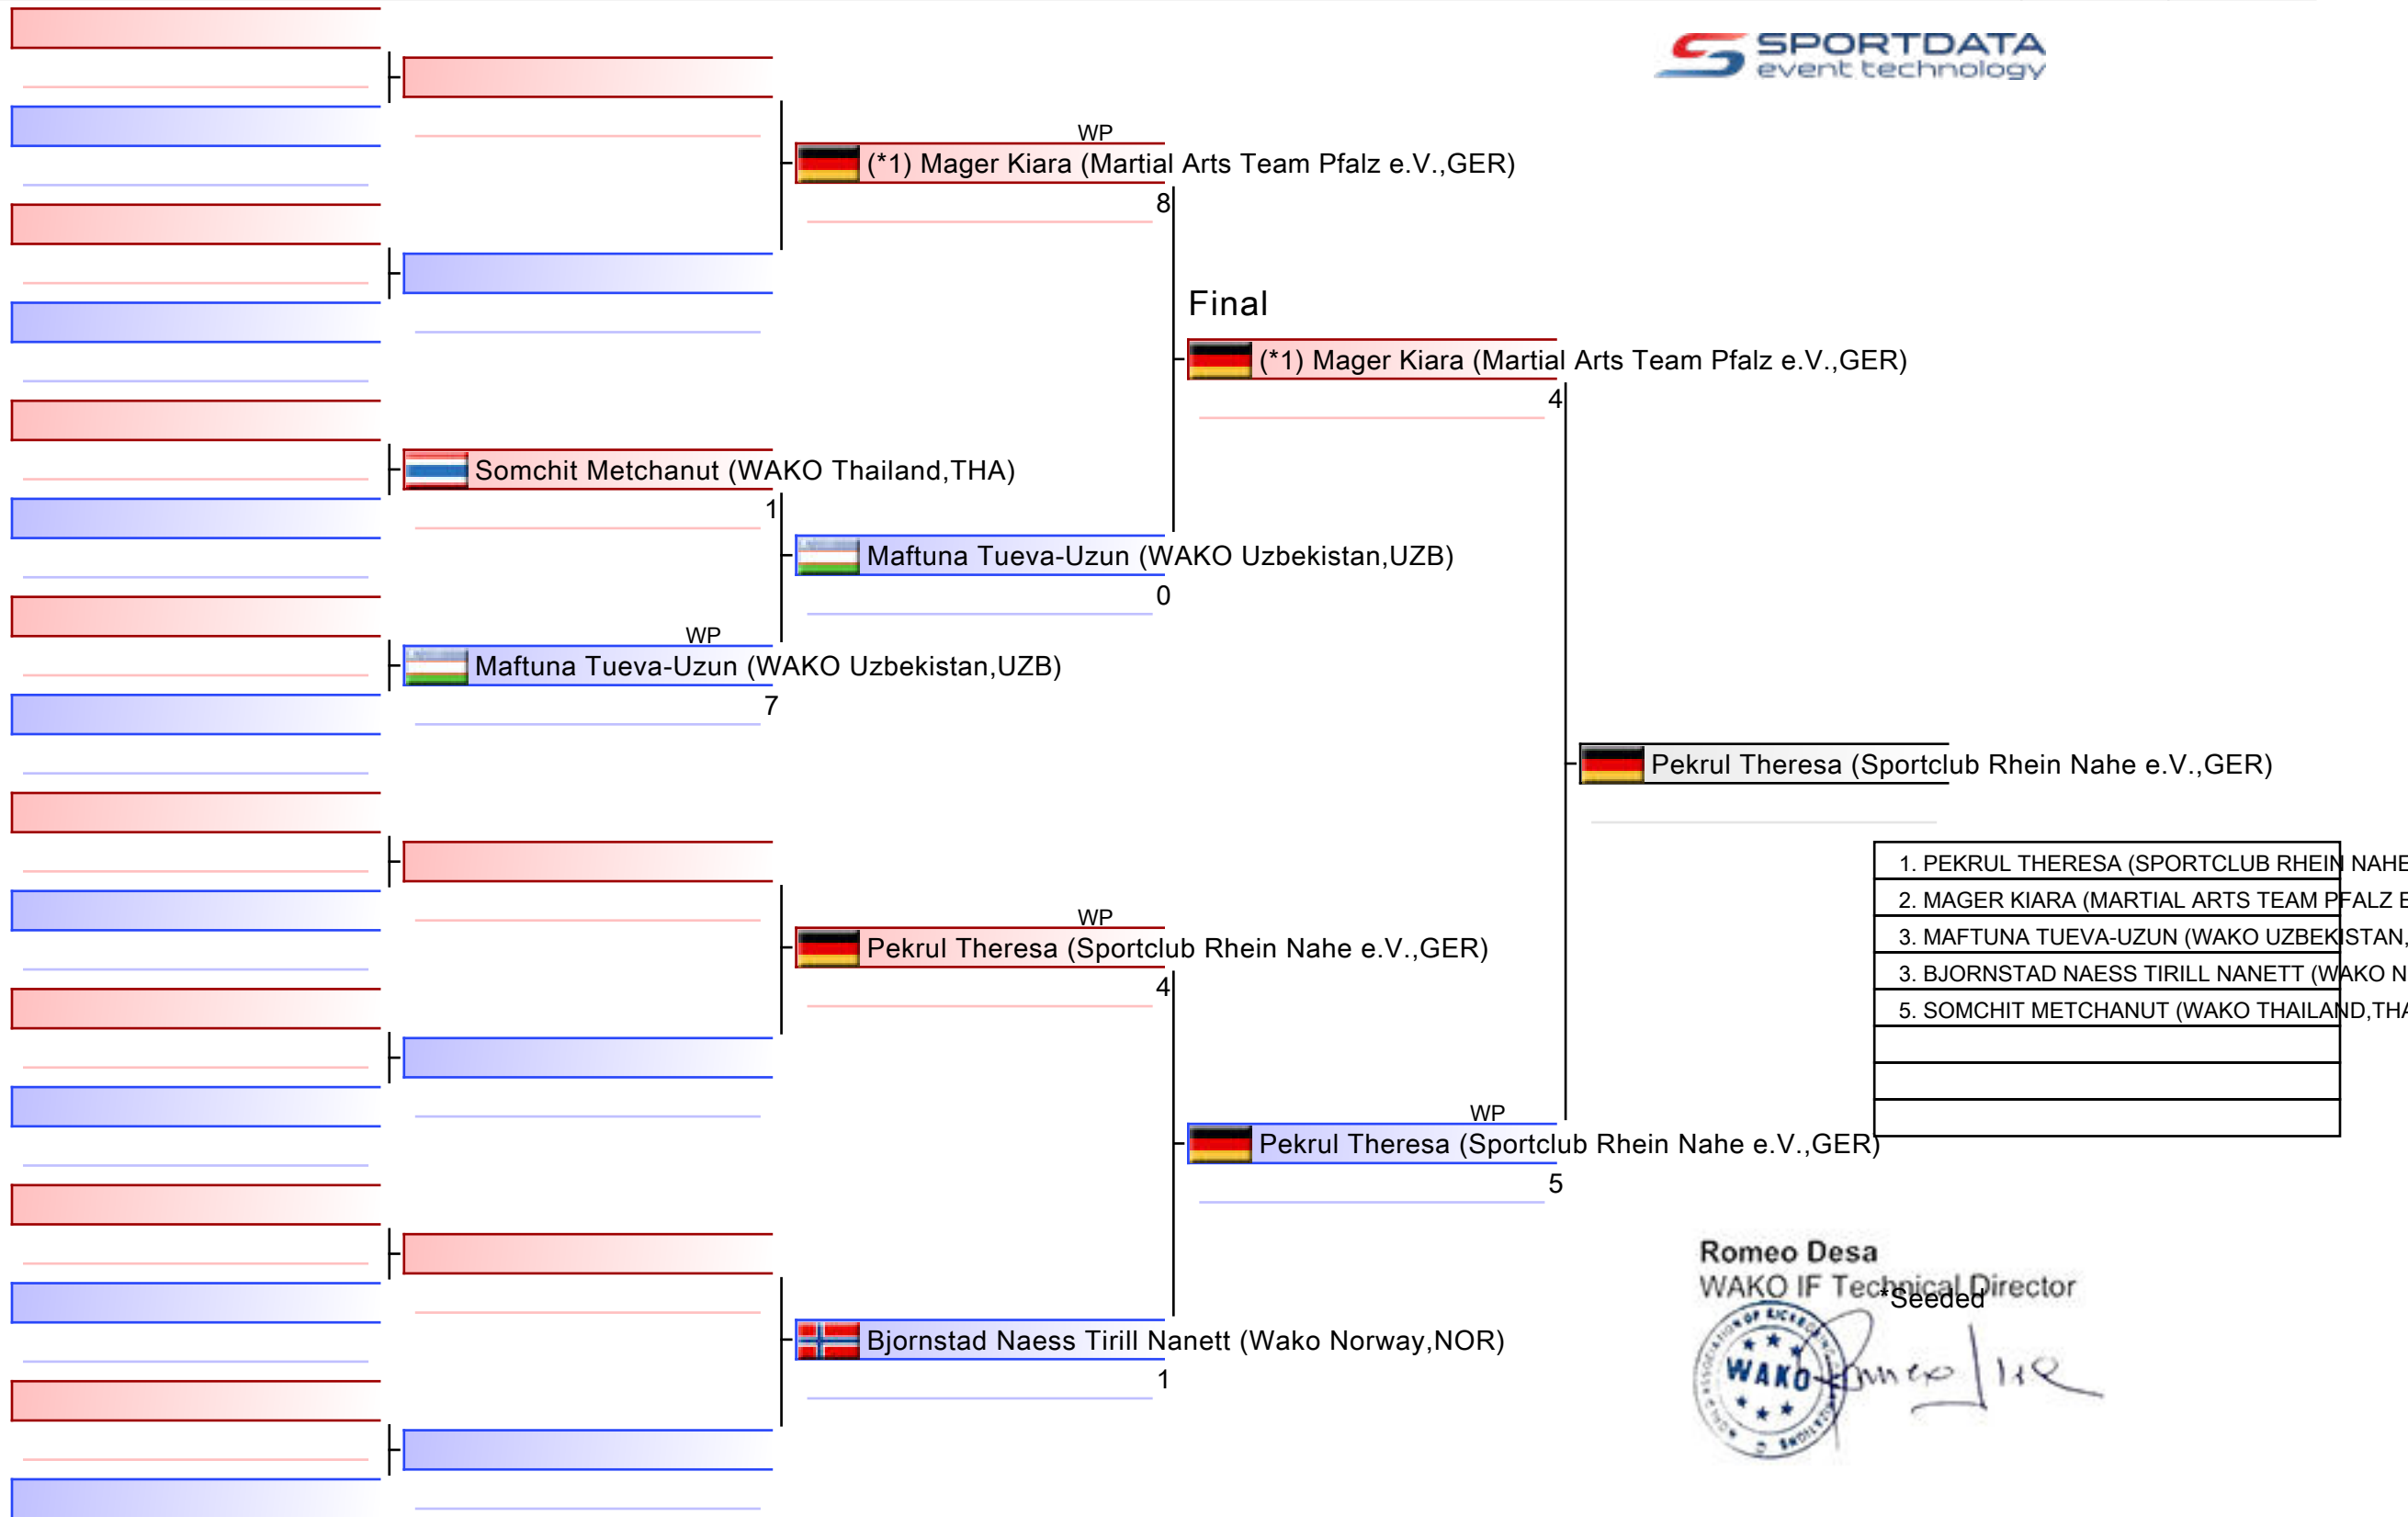 SPORTDATA
event technology
WP
(*1) Mager Kiara (Martial Arts Team Pfalz e.V.,GER)
8
Final
(*1) Mager Kiara (Martial Arts Team Pfalz e.V.,GER)
4
Somchit Metchanut (WAKO Thailand,THA)
1
Maftuna Tueva-Uzun (WAKO Uzbekistan,UZB)
0
WP
Maftuna Tueva-Uzun (WAKO Uzbekistan,UZB)
7
Pekrul Theresa (Sportclub Rhein Nahe e.V.,GER)
1. PEKRUL THERESA (SPORTCLUB RHEIN NAHE
2. MAGER KIARA (MARTIAL ARTS TEAM PFALZ E
3. MAFTUNA TUEVA-UZUN (WAKO UZBEKISTAN,
3. BJORNSTAD NAESS TIRILL NANETT (WAKO N
5. SOMCHIT METCHANUT (WAKO THAILAND,THA
WP
Pekrul Theresa (Sportclub Rhein Nahe e.V.,GER)
4
WP
Pekrul Theresa (Sportclub Rhein Nahe e.V.,GER)
5
Bjornstad Naess Tirill Nanett (Wako Norway,NOR)
1
Romeo Desa
WAKO IF Technical Director
*Seeded
WAKO